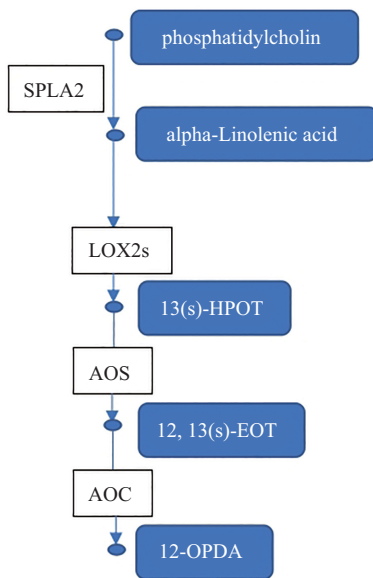 phosphatidylcholin
SPLA2
alpha-Linolenic acid
LOX2s
13(s)-HPOT
AOS
12, 13(s)-EOT
AOC
12-OPDA